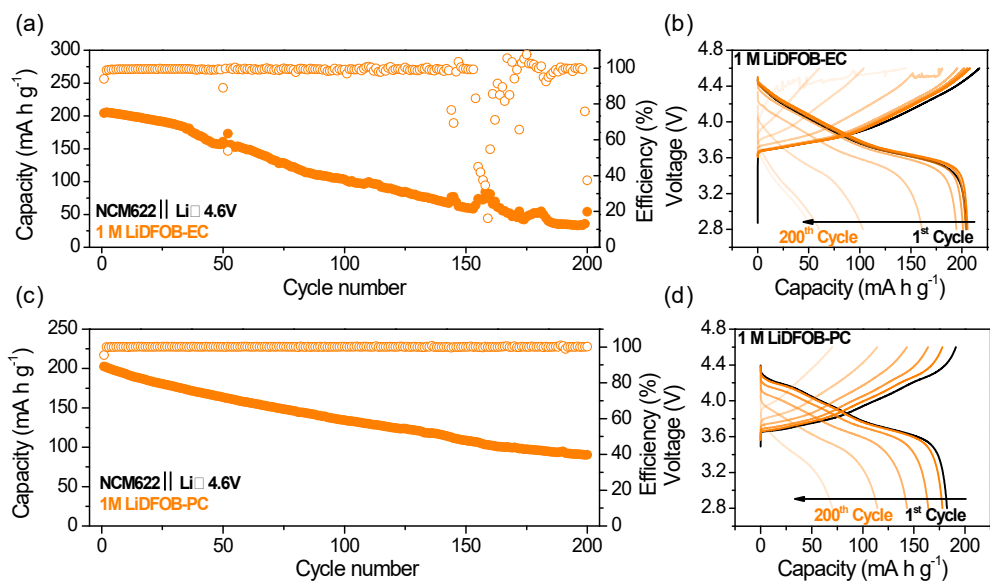 (a)
300
250
200
150
100
50
0
Capacity (mA h g⁻¹)
100
80
60
40
20
0
Efficiency (%)
NCM622|| Li□ 4.6V
1 M LiDFOB-EC
0
50
100
150
200
Cycle number
(b)
4.8
4.4
4.0
3.6
3.2
2.8
Voltage (V)
1 M LiDFOB-EC
200th Cycle
1st Cycle
0
50
100
150
200
Capacity (mA h g⁻¹)
(c)
250
200
150
100
50
0
Capacity (mA h g⁻¹)
100
80
60
40
20
0
Efficiency (%)
NCM622|| Li□ 4.6V
1M LiDFOB-PC
0
50
100
150
200
Cycle number
(d)
4.8
4.4
4.0
3.6
3.2
2.8
Voltage (V)
1 M LiDFOB-PC
200th Cycle
1st Cycle
0
50
100
150
200
Capacity (mA h g⁻¹)